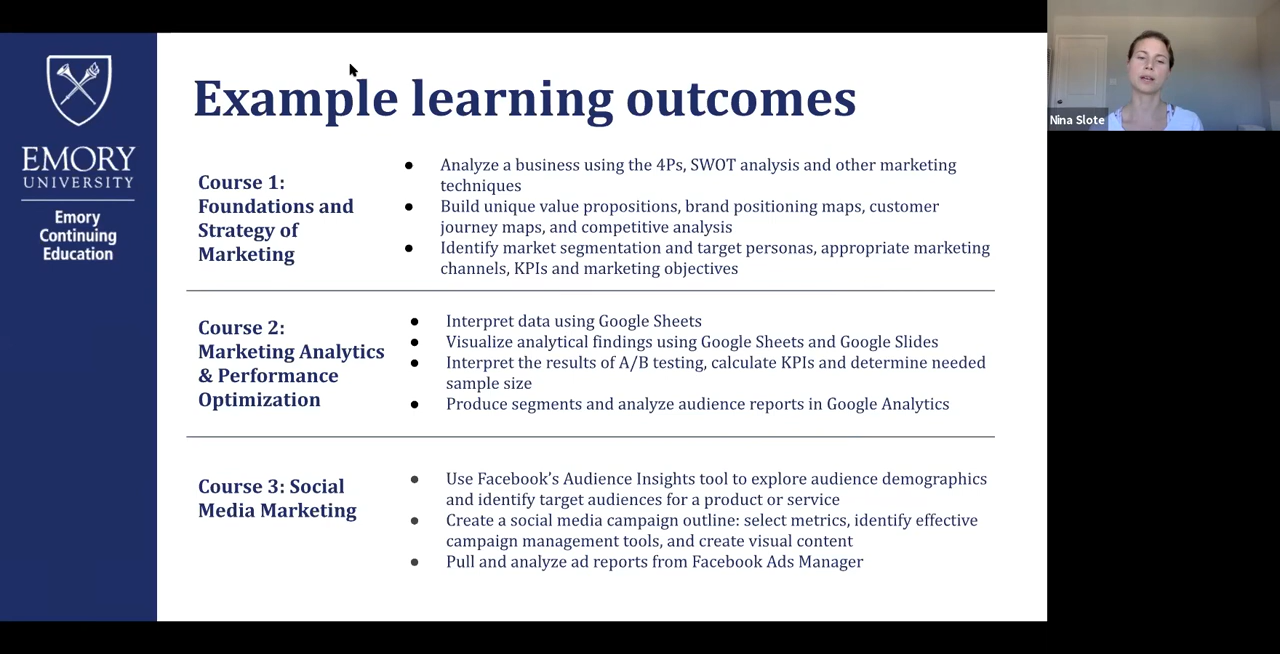 EMORY
UNIVERSITY
Emory
Continuing
Education
Example learning outcomes
Course 1:
Foundations and
Strategy of
Marketing
● Analyze a business using the 4Ps, SWOT analysis and other marketing
techniques
● Build unique value propositions, brand positioning maps, customer
journey maps, and competitive analysis
● Identify market segmentation and target personas, appropriate marketing
channels, KPIs and marketing objectives
Course 2:
Marketing Analytics
& Performance
Optimization
● Interpret data using Google Sheets
● Visualize analytical findings using Google Sheets and Google Slides
● Interpret the results of A/B testing, calculate KPIs and determine needed
sample size
● Produce segments and analyze audience reports in Google Analytics
Course 3: Social
Media Marketing
● Use Facebook’s Audience Insights tool to explore audience demographics
and identify target audiences for a product or service
● Create a social media campaign outline: select metrics, identify effective
campaign management tools, and create visual content
● Pull and analyze ad reports from Facebook Ads Manager
Nina Slote